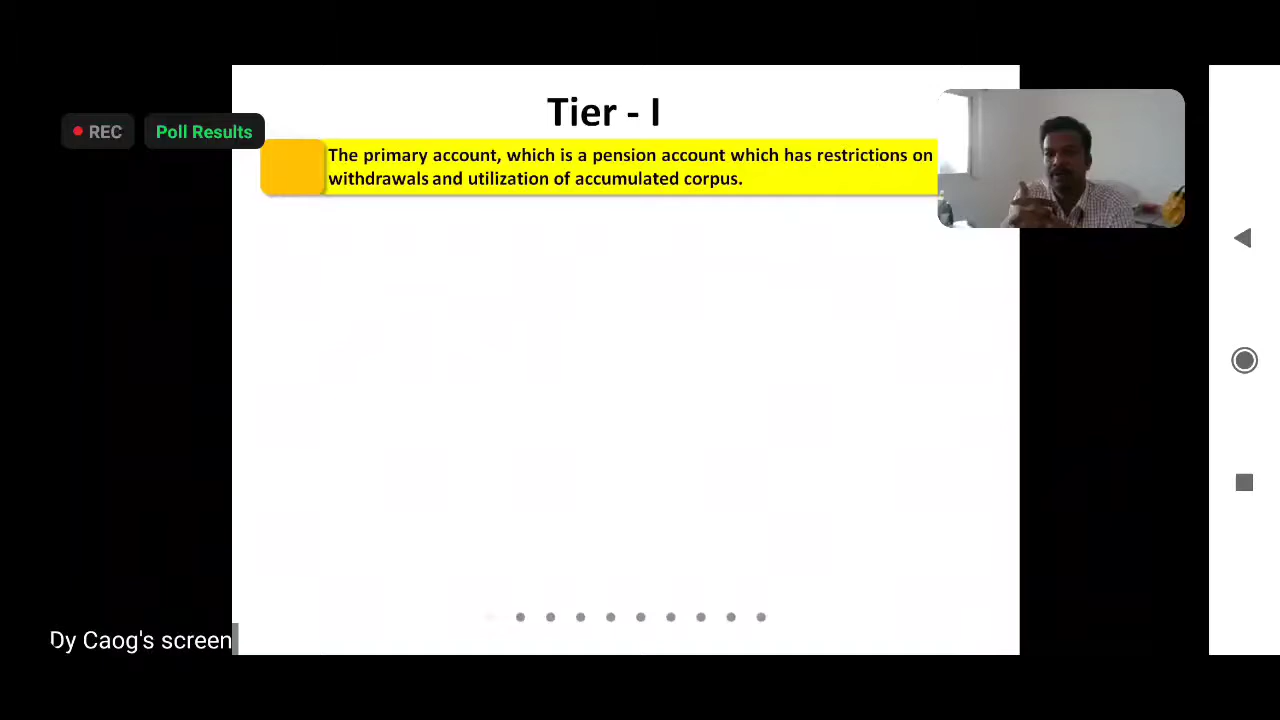 Tier - I
REC
Poll Results
The primary account, which is a pension account which has restrictions on
withdrawals and utilization of accumulated corpus.
Dy Caog's screen